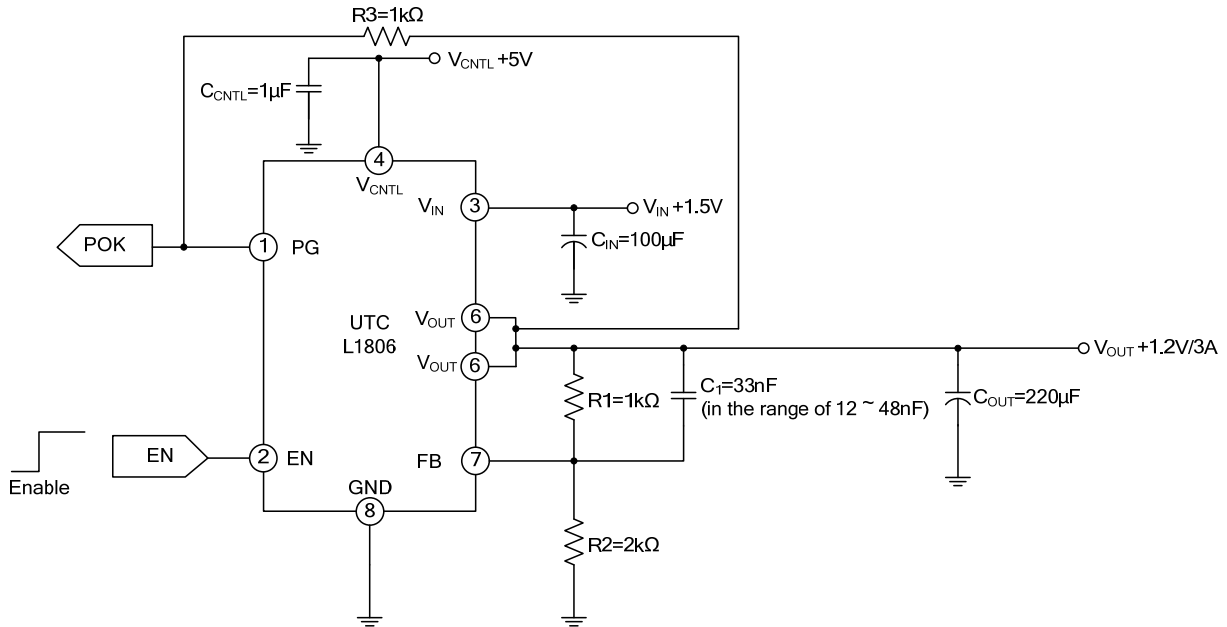 R3=1kΩ
VCNTL +5V
CCNTL=1µF
4
VCNTL
VIN
3
VIN +1.5V
CIN=100µF
POK
1
PG
UTC
L1806
VOUT
6
VOUT
6
VOUT +1.2V/3A
R1=1kΩ
C1=33nF
(in the range of 12 ~ 48nF)
COUT=220µF
EN
2
EN
Enable
FB
7
GND
8
R2=2kΩ